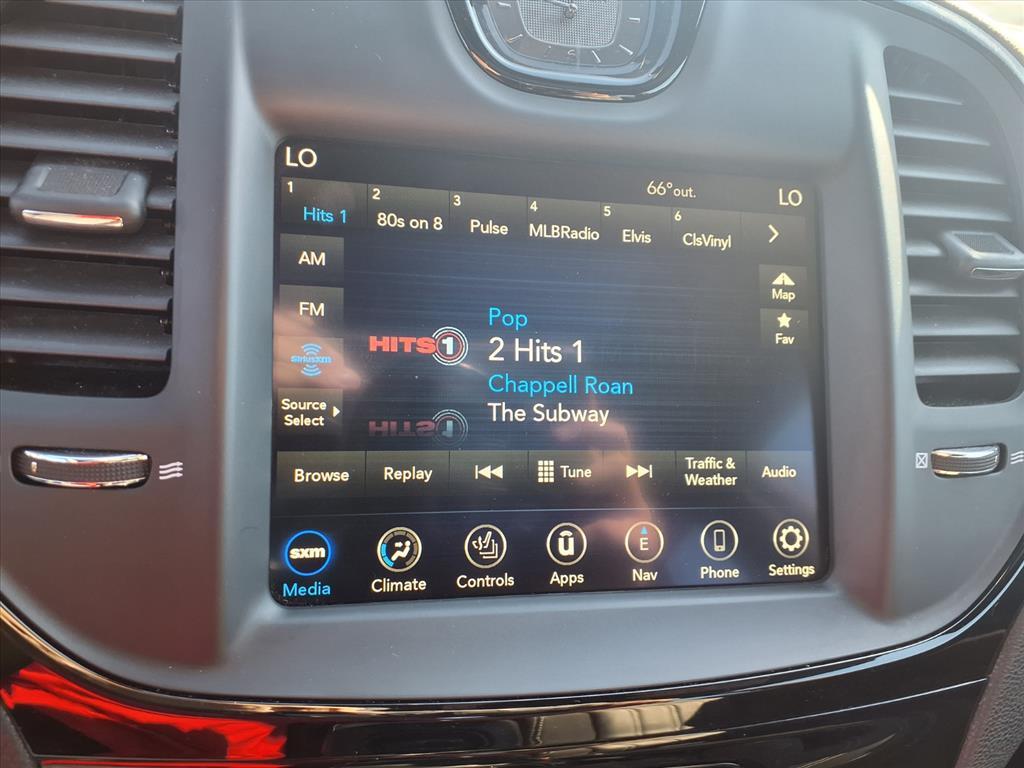 LO
66° out.
LO
1
Hits 1
2
80s on 8
3
Pulse
4
MLBRadio
5
Elvis
6
ClsVinyl
AM
FM
SiriusXM
Source
Select
Map
Fav
HITS 1
Pop
2 Hits 1
Chappell Roan
The Subway
Browse
Replay
Tune
Traffic &
Weather
Audio
sxm
Media
Climate
Controls
u
Apps
E
Nav
Phone
Settings